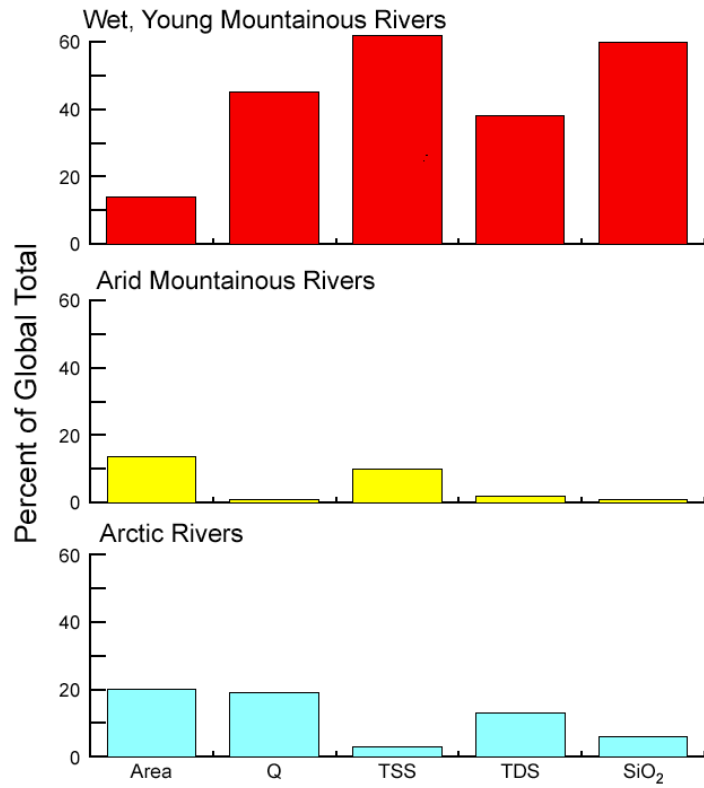 Wet, Young Mountainous Rivers
60
40
20
0
Arid Mountainous Rivers
60
40
20
0
Percent of Global Total
Arctic Rivers
60
40
20
0
Area Q TSS TDS SiO₂